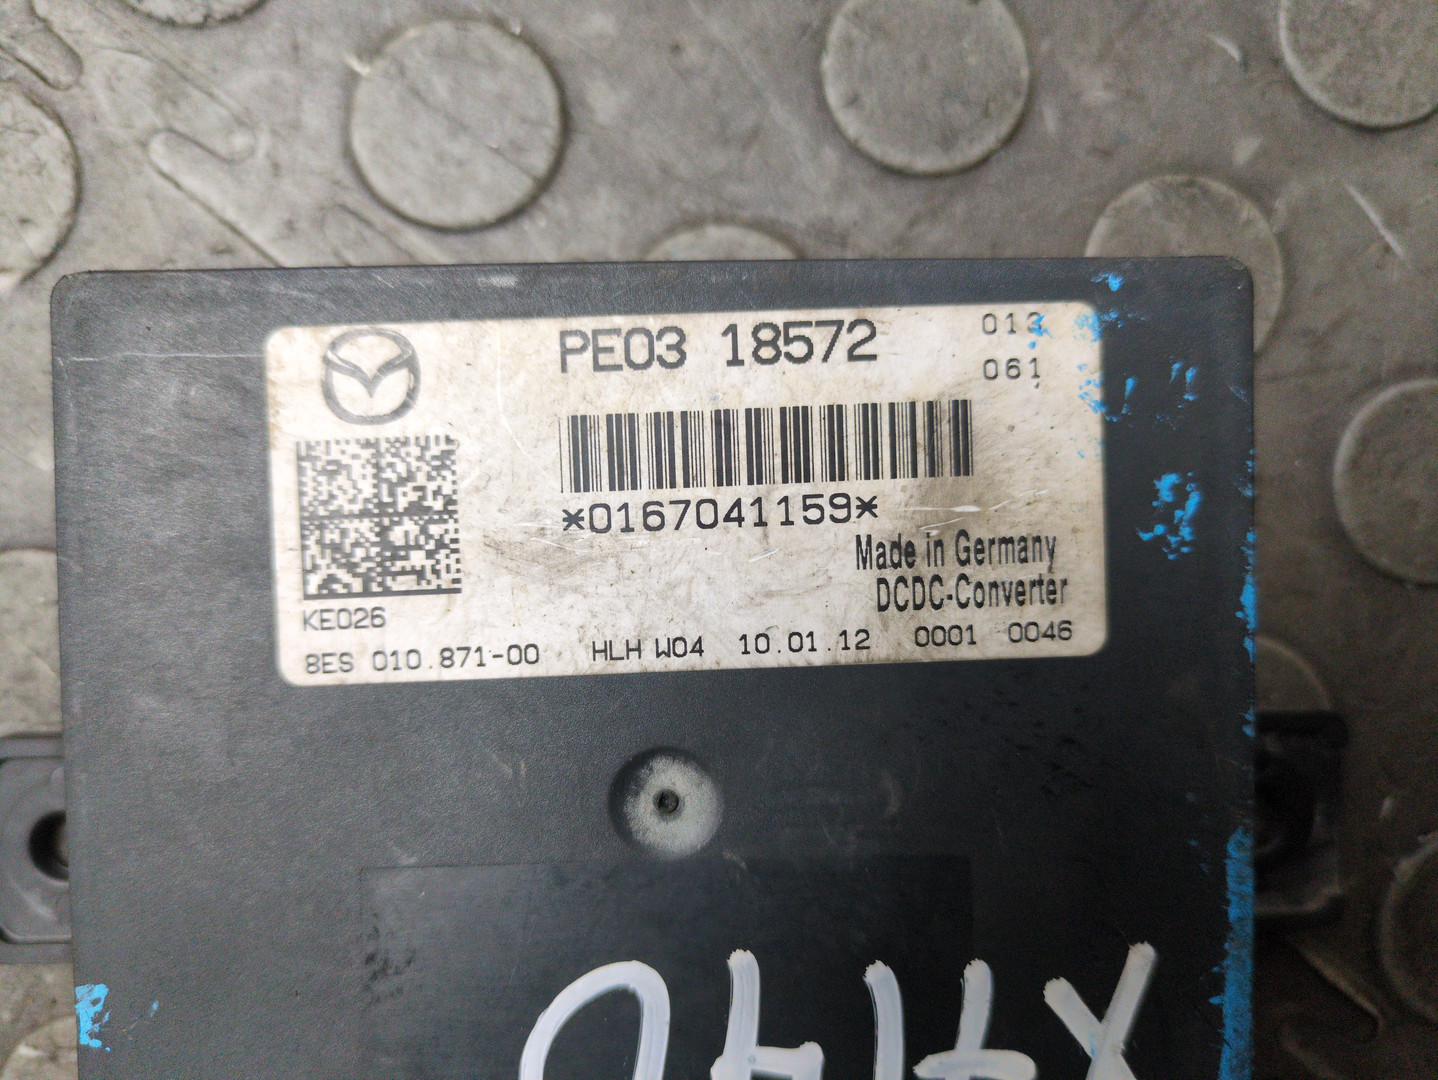 PE03 18572
013
061
*0167041159*
Made in Germany
DCDC-Converter
KE026
8ES 010.871-00 HLH W04 10.01.12 0001 0046